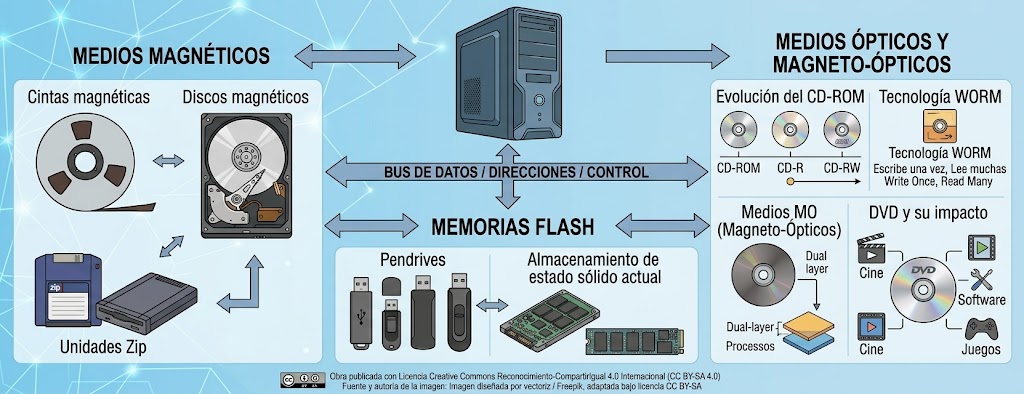 MEDIOS MAGNÉTICOS
Cintas magnéticas
Discos magnéticos
zip
Unidades Zip
BUS DE DATOS / DIRECCIONES / CONTROL
MEMORIAS FLASH
Pendrives
Almacenamiento de
estado sólido actual
MEDIOS ÓPTICOS Y
MAGNETO-ÓPTICOS
Evolución del CD-ROM
CD-ROM
CD-R
CD-RW
Tecnología WORM
Tecnología WORM
Escribe una vez, Lee muchas
Write Once, Read Many
Medios MO
(Magneto-Ópticos)
Dual
layer
Dual-layer
Procesos
DVD y su impacto
Cine
DVD
Software
Cine
Juegos
cc
BY
SA
Obra publicada con Licencia Creative Commons Reconocimiento-CompartirIgual 4.0 Internacional (CC BY-SA 4.0)
Fuente y autoría de la imagen: Imagen diseñada por vectoriz / Freepik, adaptada bajo licencia CC BY-SA